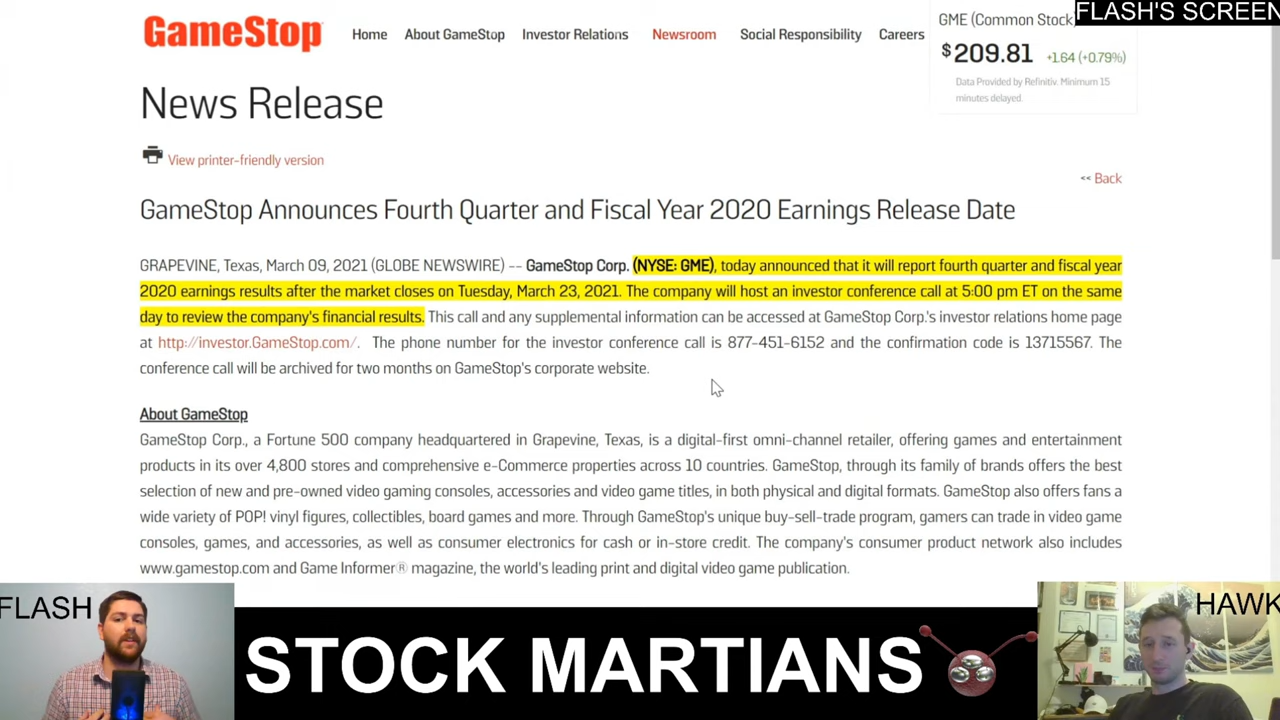 FLASH'S SCREEN
GameStop
Home About GameStop Investor Relations Newsroom Social Responsibility Careers
GME (Common Stock)
$209.81 +1.64 (+0.79%)
Data Provided by Refinitiv. Minimum 15
minutes delayed.
News Release
View printer-friendly version
<< Back
GameStop Announces Fourth Quarter and Fiscal Year 2020 Earnings Release Date
GRAPEVINE, Texas, March 09, 2021 (GLOBE NEWSWIRE) -- GameStop Corp. (NYSE: GME), today announced that it will report fourth quarter and fiscal year
2020 earnings results after the market closes on Tuesday, March 23, 2021. The company will host an investor conference call at 5:00 pm ET on the same
day to review the company's financial results. This call and any supplemental information can be accessed at GameStop Corp.'s investor relations home page
at http://investor.GameStop.com/. The phone number for the investor conference call is 877-451-6152 and the confirmation code is 13715567. The
conference call will be archived for two months on GameStop's corporate website.
About GameStop
GameStop Corp., a Fortune 500 company headquartered in Grapevine, Texas, is a digital-first omni-channel retailer, offering games and entertainment
products in its over 4,800 stores and comprehensive e-Commerce properties across 10 countries. GameStop, through its family of brands offers the best
selection of new and pre-owned video gaming consoles, accessories and video game titles, in both physical and digital formats. GameStop also offers fans a
wide variety of POP! vinyl figures, collectibles, board games and more. Through GameStop's unique buy-sell-trade program, gamers can trade in video game
consoles, games, and accessories, as well as consumer electronics for cash or in-store credit. The company's consumer product network also includes
www.gamestop.com and Game Informer® magazine, the world's leading print and digital video game publication.
FLASH
STOCK MARTIANS
HAWK